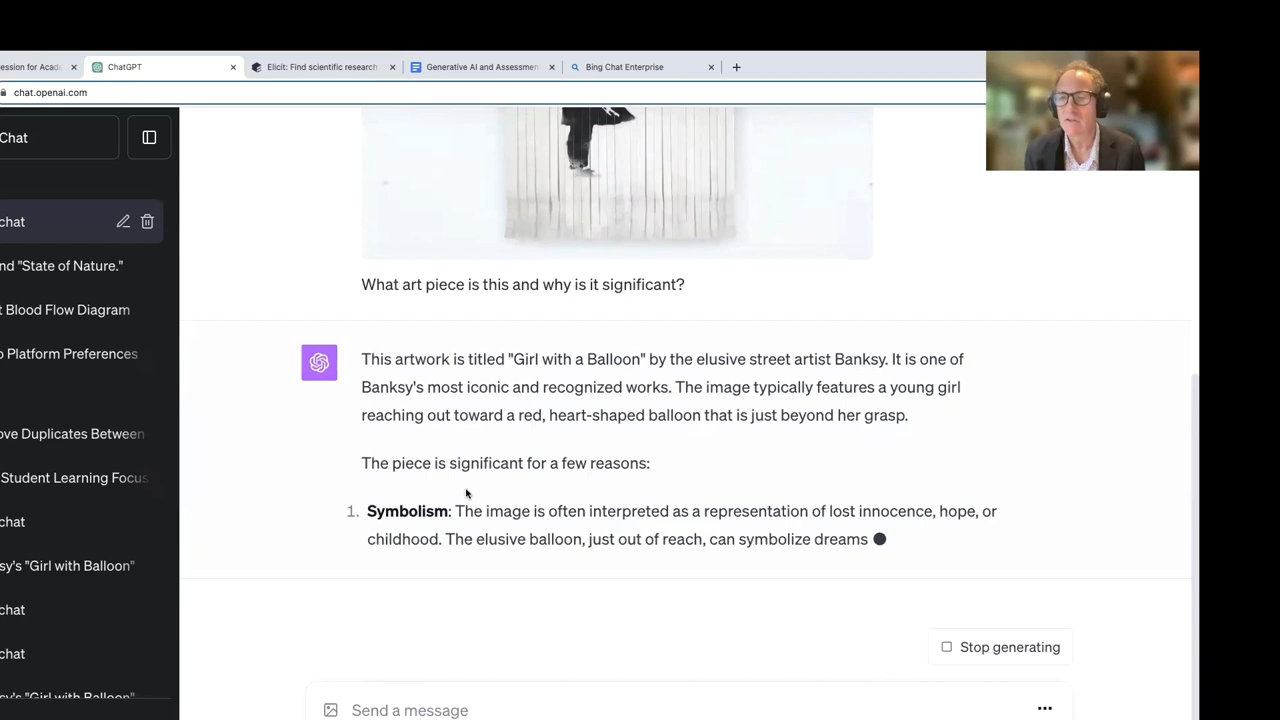 ession for Acade
ChatGPT
Elicit: Find scientific research
Generative AI and Assessmen
Bing Chat Enterprise
chat.openai.com
Chat
chat
nd "State of Nature."
t Blood Flow Diagram
o Platform Preferences
ove Duplicates Between
Student Learning Focus
chat
sy's "Girl with Balloon"
chat
chat
sy's "Girl with Balloon"
What art piece is this and why is it significant?
This artwork is titled "Girl with a Balloon" by the elusive street artist Banksy. It is one of
Banksy's most iconic and recognized works. The image typically features a young girl
reaching out toward a red, heart-shaped balloon that is just beyond her grasp.
The piece is significant for a few reasons:
1. Symbolism: The image is often interpreted as a representation of lost innocence, hope, or
childhood. The elusive balloon, just out of reach, can symbolize dreams
Stop generating
Send a message